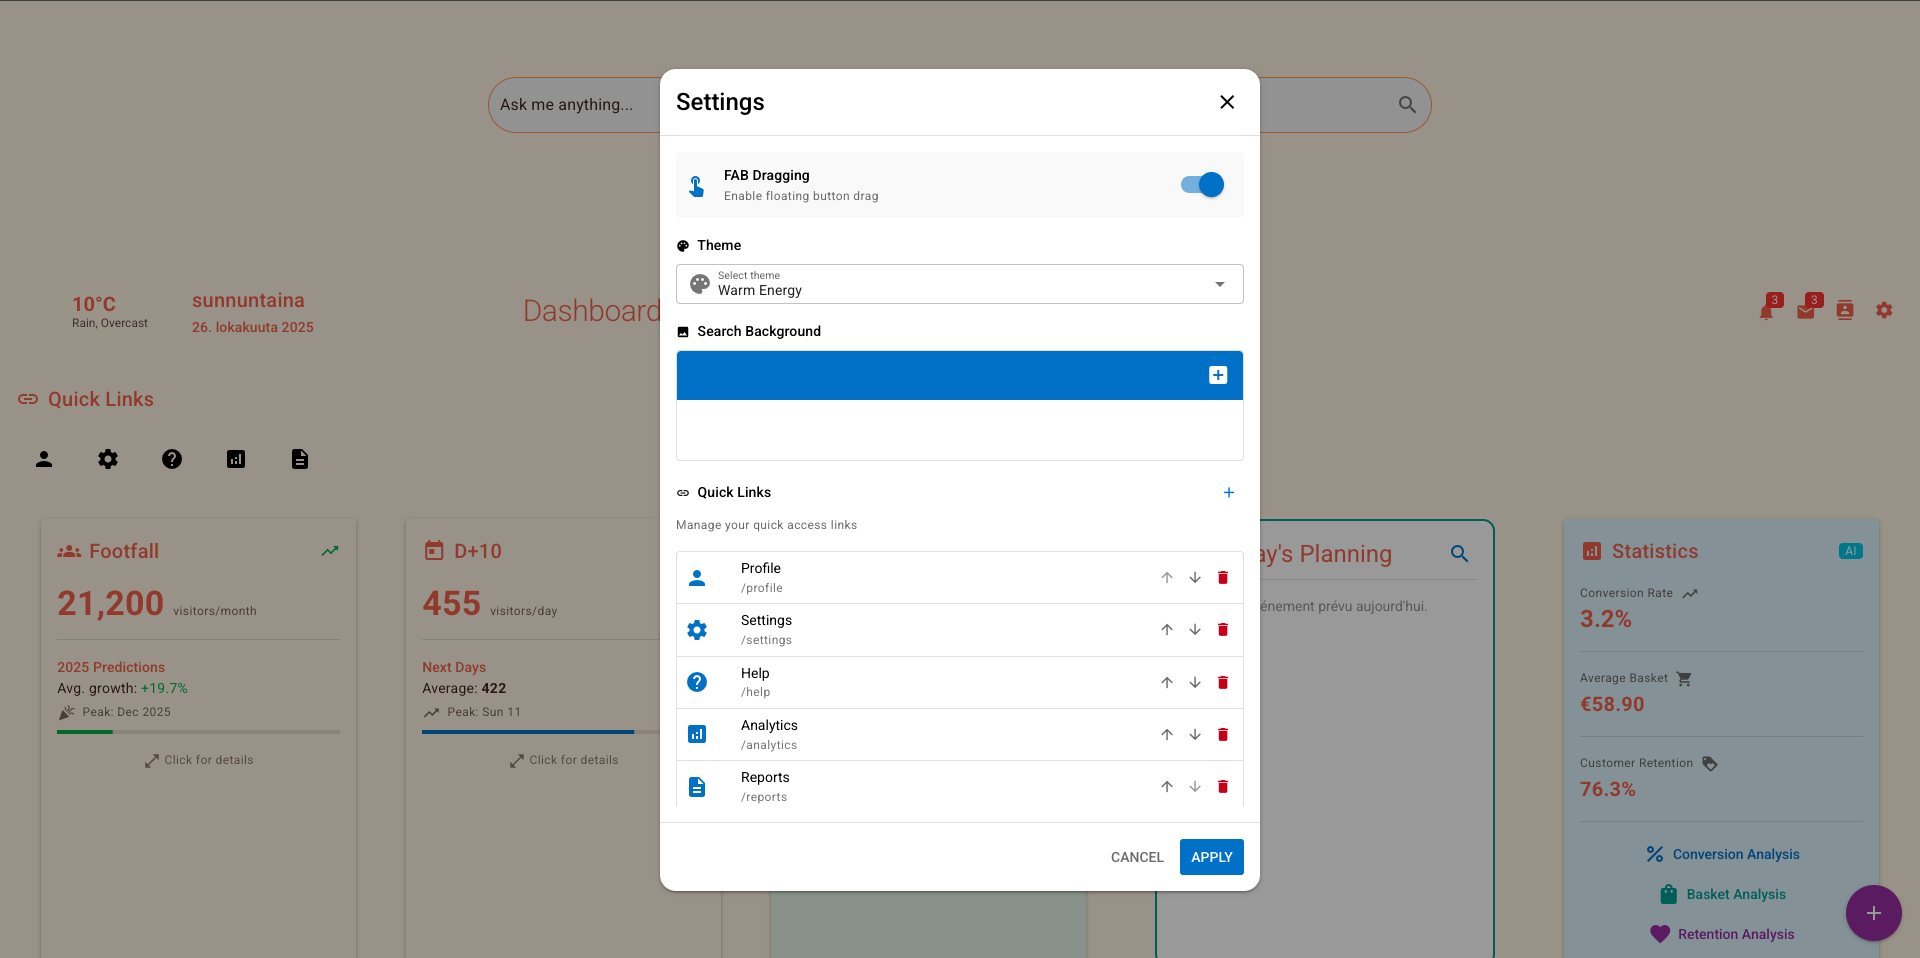 Ask me anything...
Settings
FAB Dragging
Enable floating button drag
Theme
Select theme
Warm Energy
Search Background
Quick Links
Manage your quick access links
Profile
/profile
Settings
/settings
Help
/help
Analytics
/analytics
Reports
/reports
CANCEL
APPLY
10°C
Rain, Overcast
sunnuntaina
26. lokakuuta 2025
Dashboard
3
3
Quick Links
Footfall
21,200 visitors/month
2025 Predictions
Avg. growth: +19.7%
Peak: Dec 2025
Click for details
D+10
455 visitors/day
Next Days
Average: 422
Peak: Sun 11
Click for details
ay's Planning
énement prévu aujourd'hui.
Statistics
AI
Conversion Rate
3.2%
Average Basket
€58.90
Customer Retention
76.3%
Conversion Analysis
Basket Analysis
Retention Analysis